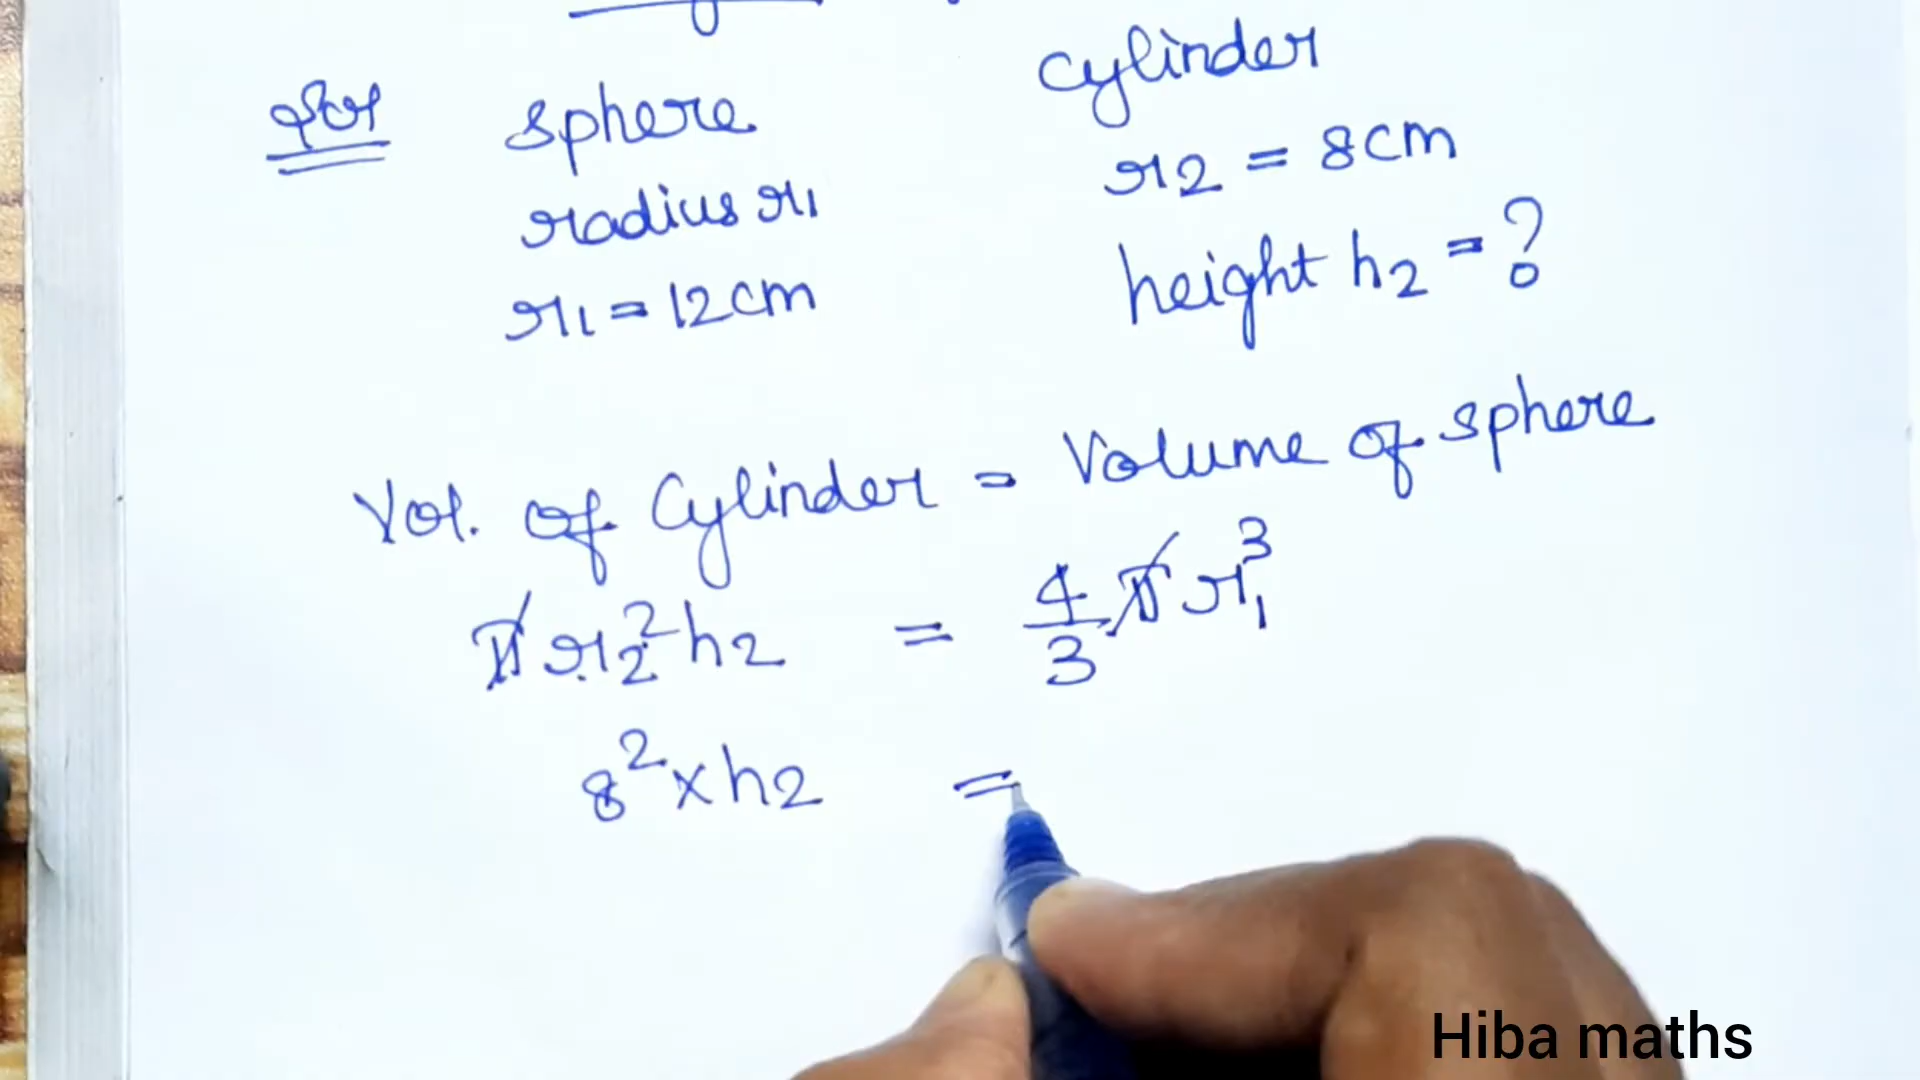 Sol
sphere
radius r₁
r₁ = 12cm
Cylinder
r₂ = 8cm
height h₂ = ?
Vol. of Cylinder = Volume of sphere
π r₂² h₂ = 4/3 π r₁³
8² × h₂ =
Hiba maths